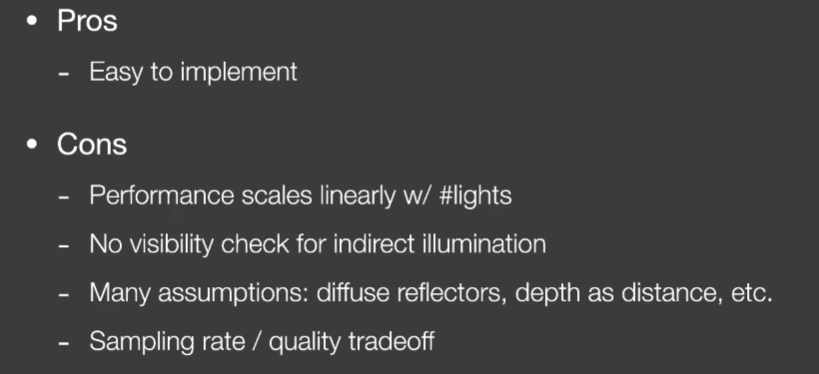 • Pros
- Easy to implement
• Cons
- Performance scales linearly w/ #lights
- No visibility check for indirect illumination
- Many assumptions: diffuse reflectors, depth as distance, etc.
- Sampling rate / quality tradeoff